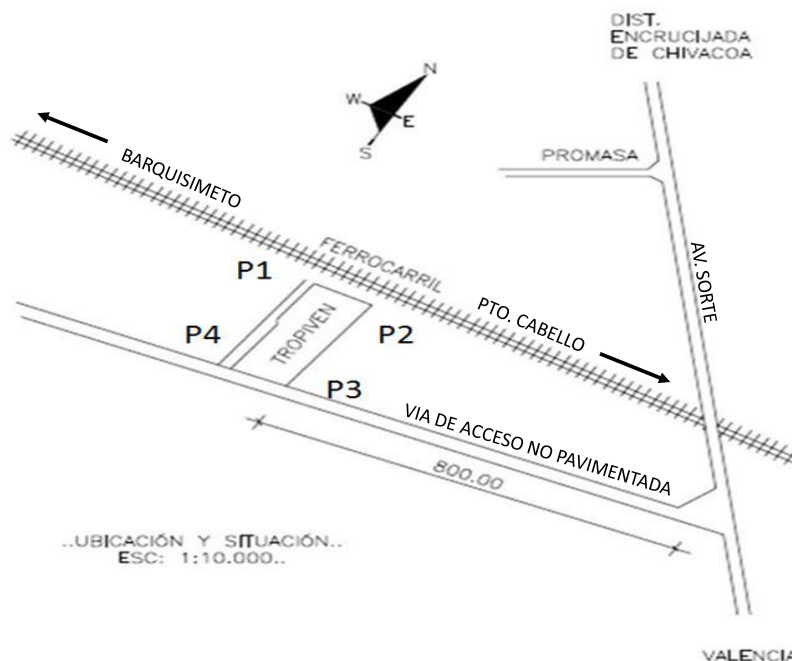 DIST.
ENCRUCIJADA
DE CHIVACOA
N
W
E
S
PROMASA
BARQUISIMETO
FERROCARRIL
AV. SORTE
P1
PTO. CABELLO
TROPIVEN
P4
P2
P3
VIA DE ACCESO NO PAVIMENTADA
800.00
..UBICACIÓN Y SITUACIÓN..
ESC: 1:10.000..
VALENCIA